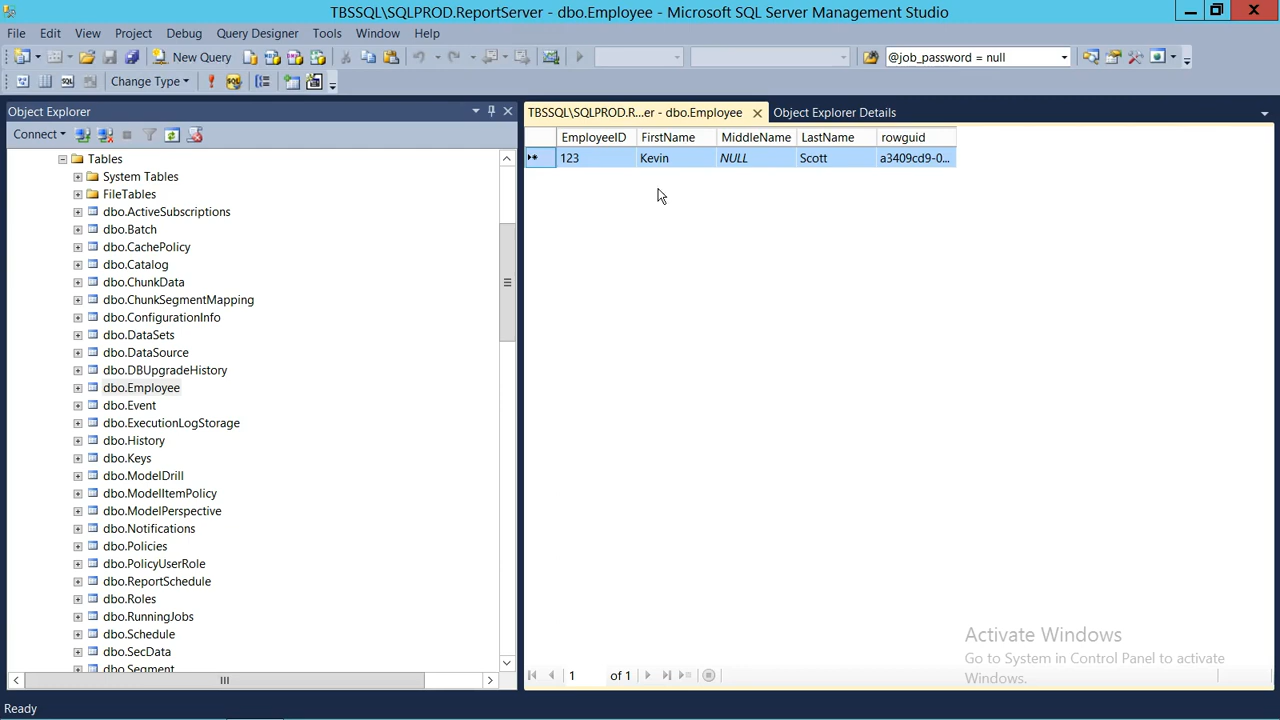 TBSSQL\SQLPROD.ReportServer - dbo.Employee - Microsoft SQL Server Management Studio
File Edit View Project Debug Query Designer Tools Window Help
New Query @job_password = null
Change Type
Object Explorer
Connect
Tables
System Tables
FileTables
dbo.ActiveSubscriptions
dbo.Batch
dbo.CachePolicy
dbo.Catalog
dbo.ChunkData
dbo.ChunkSegmentMapping
dbo.ConfigurationInfo
dbo.DataSets
dbo.DataSource
dbo.DBUpgradeHistory
dbo.Employee
dbo.Event
dbo.ExecutionLogStorage
dbo.History
dbo.Keys
dbo.ModelDrill
dbo.ModelItemPolicy
dbo.ModelPerspective
dbo.Notifications
dbo.Policies
dbo.PolicyUserRole
dbo.ReportSchedule
dbo.Roles
dbo.RunningJobs
dbo.Schedule
dbo.SecData
dbo.Segment
TBSSQL\SQLPROD.R...er - dbo.Employee Object Explorer Details
EmployeeID FirstName MiddleName LastName rowguid
123 Kevin NULL Scott a3409cd9-0...
1 of 1
Activate Windows
Go to System in Control Panel to activate
Windows.
Ready